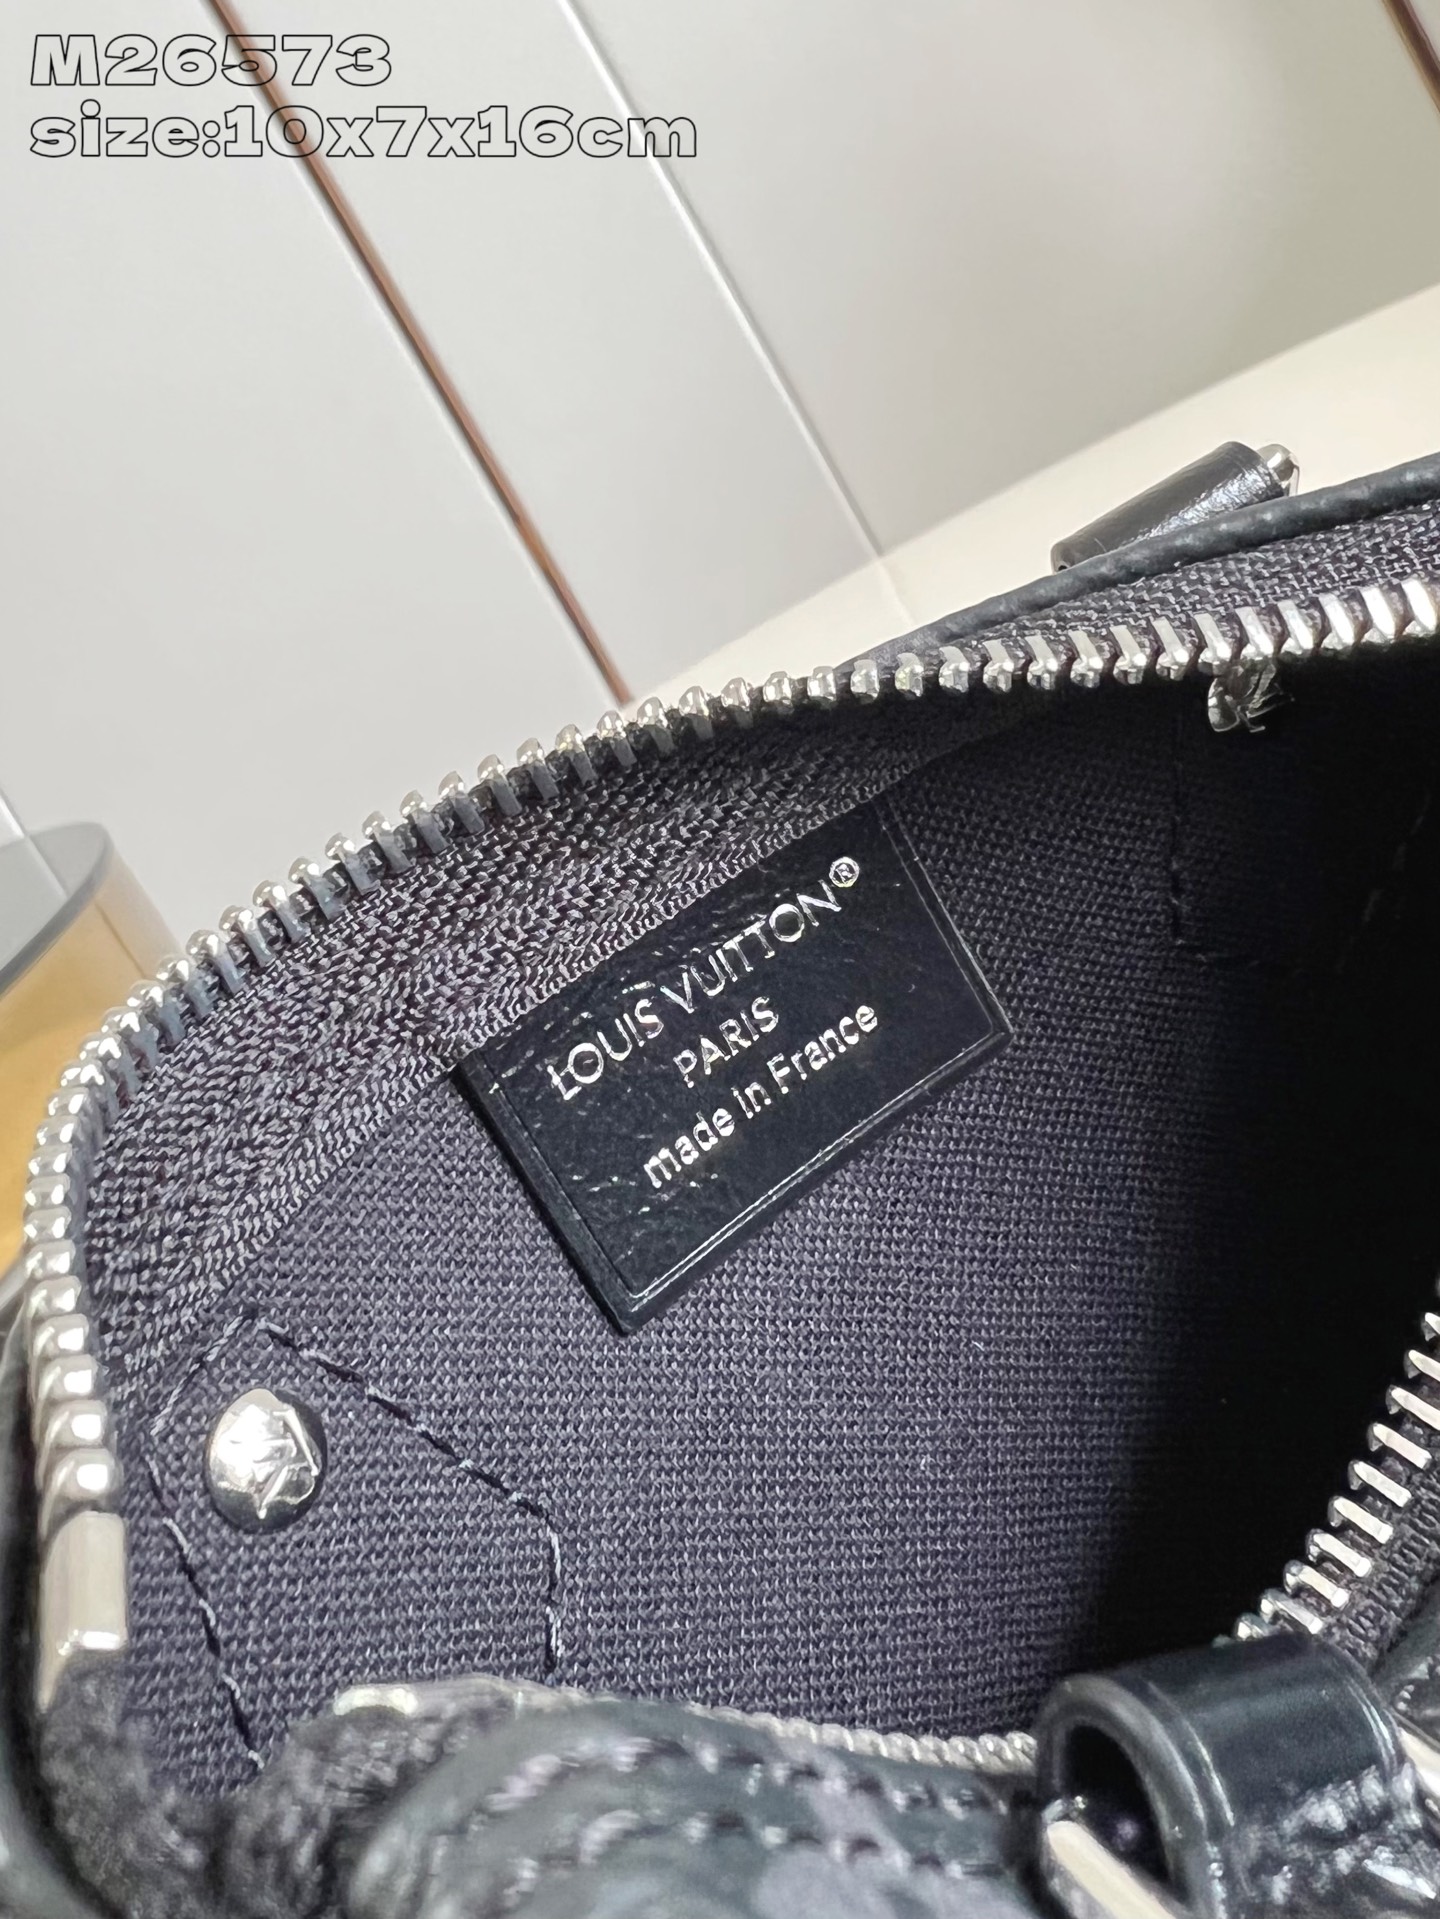 M26573
size:10x7x16cm
LOUIS VUITTON®
PARIS
made in France